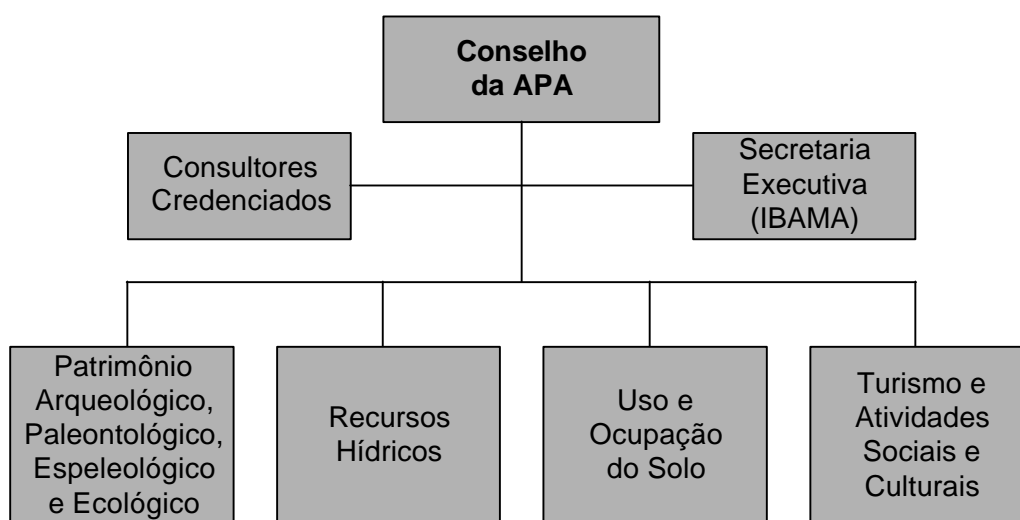 Conselho
da APA
Consultores
Credenciados
Secretaria
Executiva
(IBAMA)
Patrimônio
Arqueológico,
Paleontológico,
Espeleológico
e Ecológico
Recursos
Hídricos
Uso e
Ocupação
do Solo
Turismo e
Atividades
Sociais e
Culturais